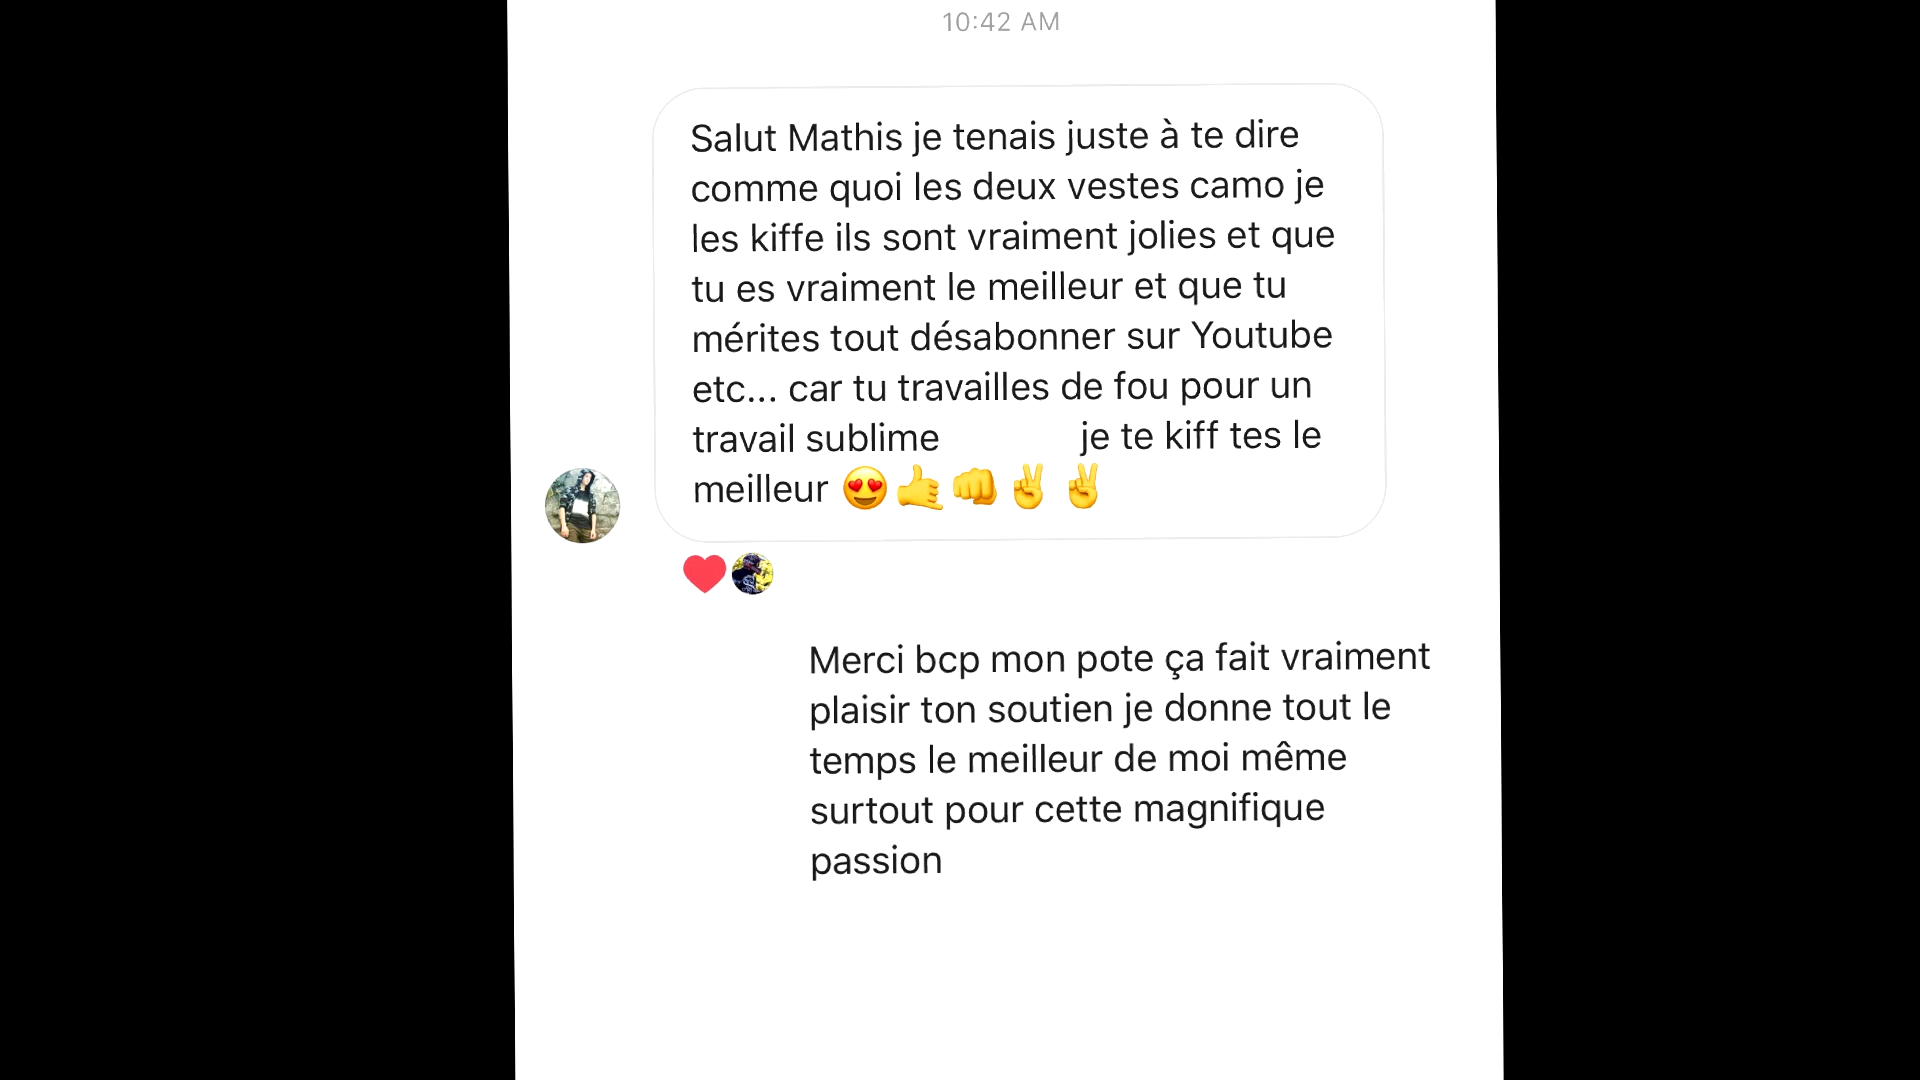 10:42 AM
Salut Mathis je tenais juste à te dire
comme quoi les deux vestes camo je
les kiffe ils sont vraiment jolies et que
tu es vraiment le meilleur et que tu
mérites tout désabonner sur Youtube
etc... car tu travailles de fou pour un
travail sublime je te kiff tes le
meilleur 😍🤙👊✌️✌️
Merci bcp mon pote ça fait vraiment
plaisir ton soutien je donne tout le
temps le meilleur de moi même
surtout pour cette magnifique
passion